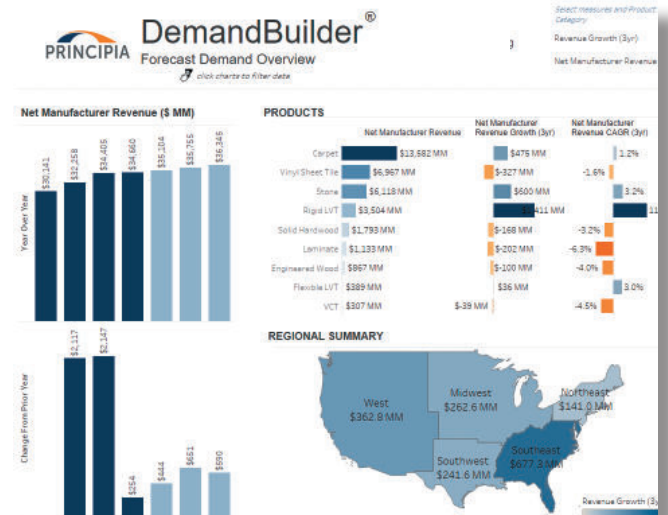 Select measures and Product
Category
PRINCIPIA
DemandBuilder®
Forecast Demand Overview
click charts to filter data
g
Revenue Growth (3yr)
Net Manufacturer Revenue
Net Manufacturer Revenue ($ MM)
Year Over Year
$30,141
$32,258
$34,405
$34,660
$35,104
$35,755
$36,345
Change From Prior Year
$2,117
$2,147
$254
$444
$651
$590
PRODUCTS
Net Manufacturer Revenue
Net Manufacturer
Revenue Growth (3yr)
Net Manufacturer
Revenue CAGR (3yr)
Carpet $13,582 MM $475 MM 1.2%
Vinyl Sheet Tile $6,967 MM $-327 MM -1.6%
Stone $6,118 MM $600 MM 3.2%
Rigid LVT $3,504 MM 411 MM 11
Solid Hardwood $1,793 MM $-168 MM -3.2%
Laminate $1,133 MM $-202 MM -6.3%
Engineered Wood $867 MM $-100 MM -4.0%
Flexible LVT $389 MM $36 MM 3.0%
VCT $307 MM $-39 MM -4.5%
REGIONAL SUMMARY
West
$362.8 MM
Midwest
$262.6 MM
Northeast
$141.0 MM
Southwest
$241.6 MM
Southeast
$677.3 MM
Revenue Growth (3y